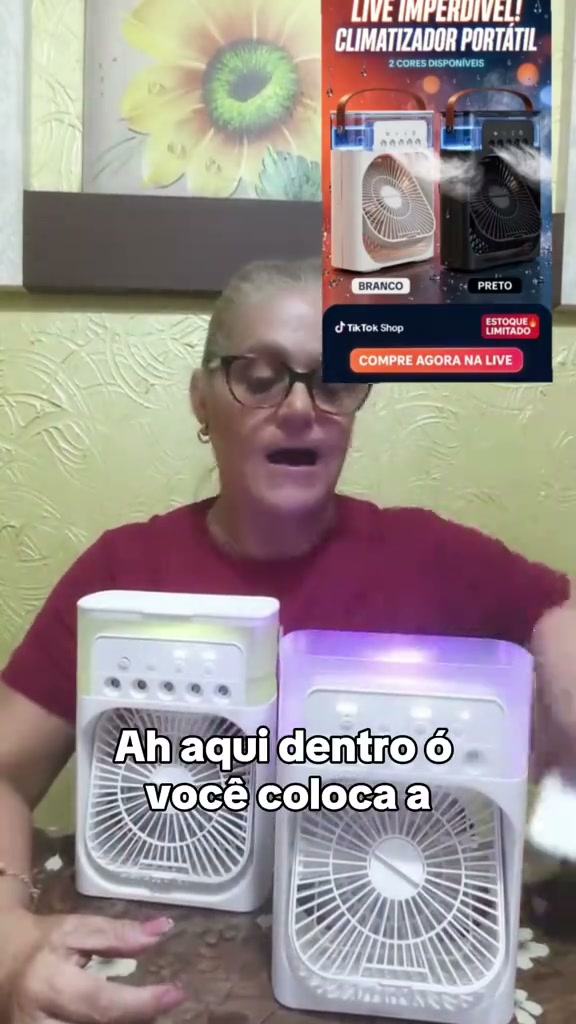 LIVE IMPERDÍVEL!
CLIMATIZADOR PORTÁTIL
2 CORES DISPONÍVEIS
BRANCO
PRETO
TikTok Shop
ESTOQUE
LIMITADO
COMPRE AGORA NA LIVE
Ah aqui dentro ó
você coloca a